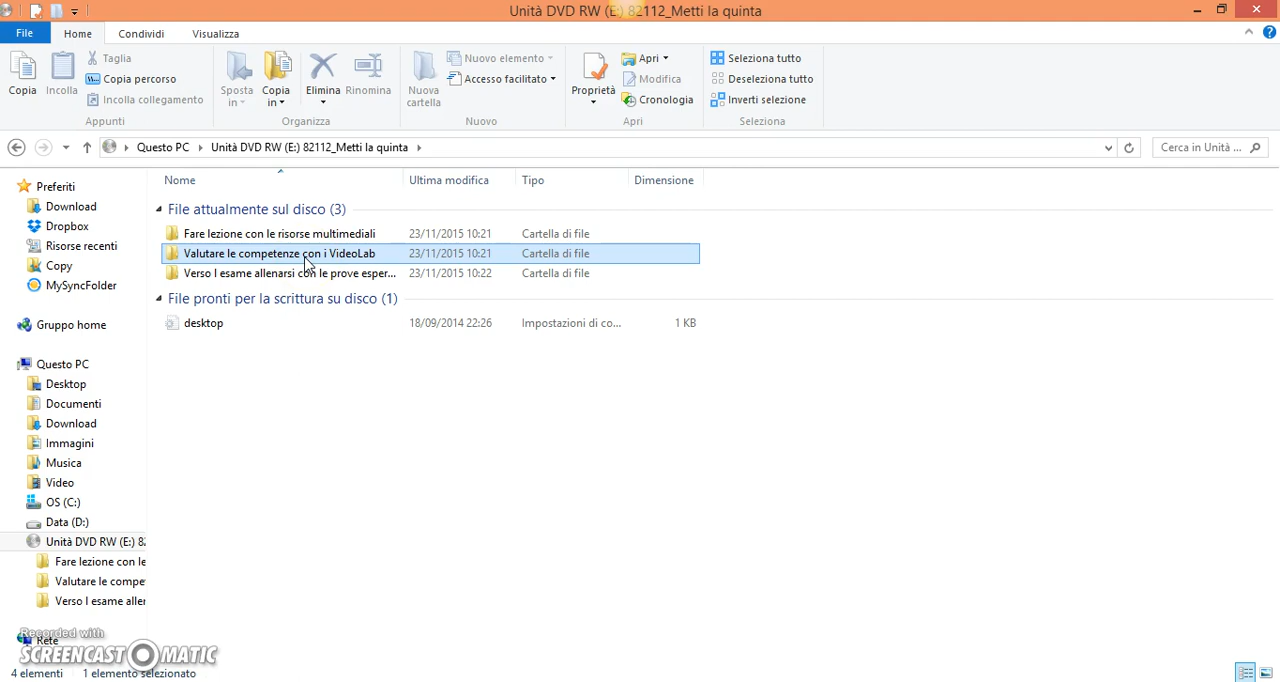 Unità DVD RW (E:) 82112_Metti la quinta
File
Home
Condividi
Visualizza
Copia
Incolla
Taglia
Copia percorso
Incolla collegamento
Appunti
Sposta in
Copia in
Elimina
Rinomina
Organizza
Nuova cartella
Nuovo elemento
Accesso facilitato
Nuovo
Proprietà
Apri
Modifica
Cronologia
Apri
Seleziona tutto
Deseleziona tutto
Inverti selezione
Seleziona
Questo PC
Unità DVD RW (E:) 82112_Metti la quinta
Cerca in Unità ...
Preferiti
Download
Dropbox
Risorse recenti
Copy
MySyncFolder
Gruppo home
Questo PC
Desktop
Documenti
Download
Immagini
Musica
Video
OS (C:)
Data (D:)
Unità DVD RW (E:) 82
Fare lezione con le
Valutare le compe
Verso l esame aller
Rete
Nome Ultima modifica Tipo Dimensione
File attualmente sul disco (3)
Fare lezione con le risorse multimediali 23/11/2015 10:21 Cartella di file
Valutare le competenze con i VideoLab 23/11/2015 10:21 Cartella di file
Verso l esame allenarsi con le prove esper... 23/11/2015 10:22 Cartella di file
File pronti per la scrittura su disco (1)
desktop 18/09/2014 22:26 Impostazioni di co... 1 KB
Recorded with
SCREENCAST MATIC
4 elementi 1 elemento selezionato